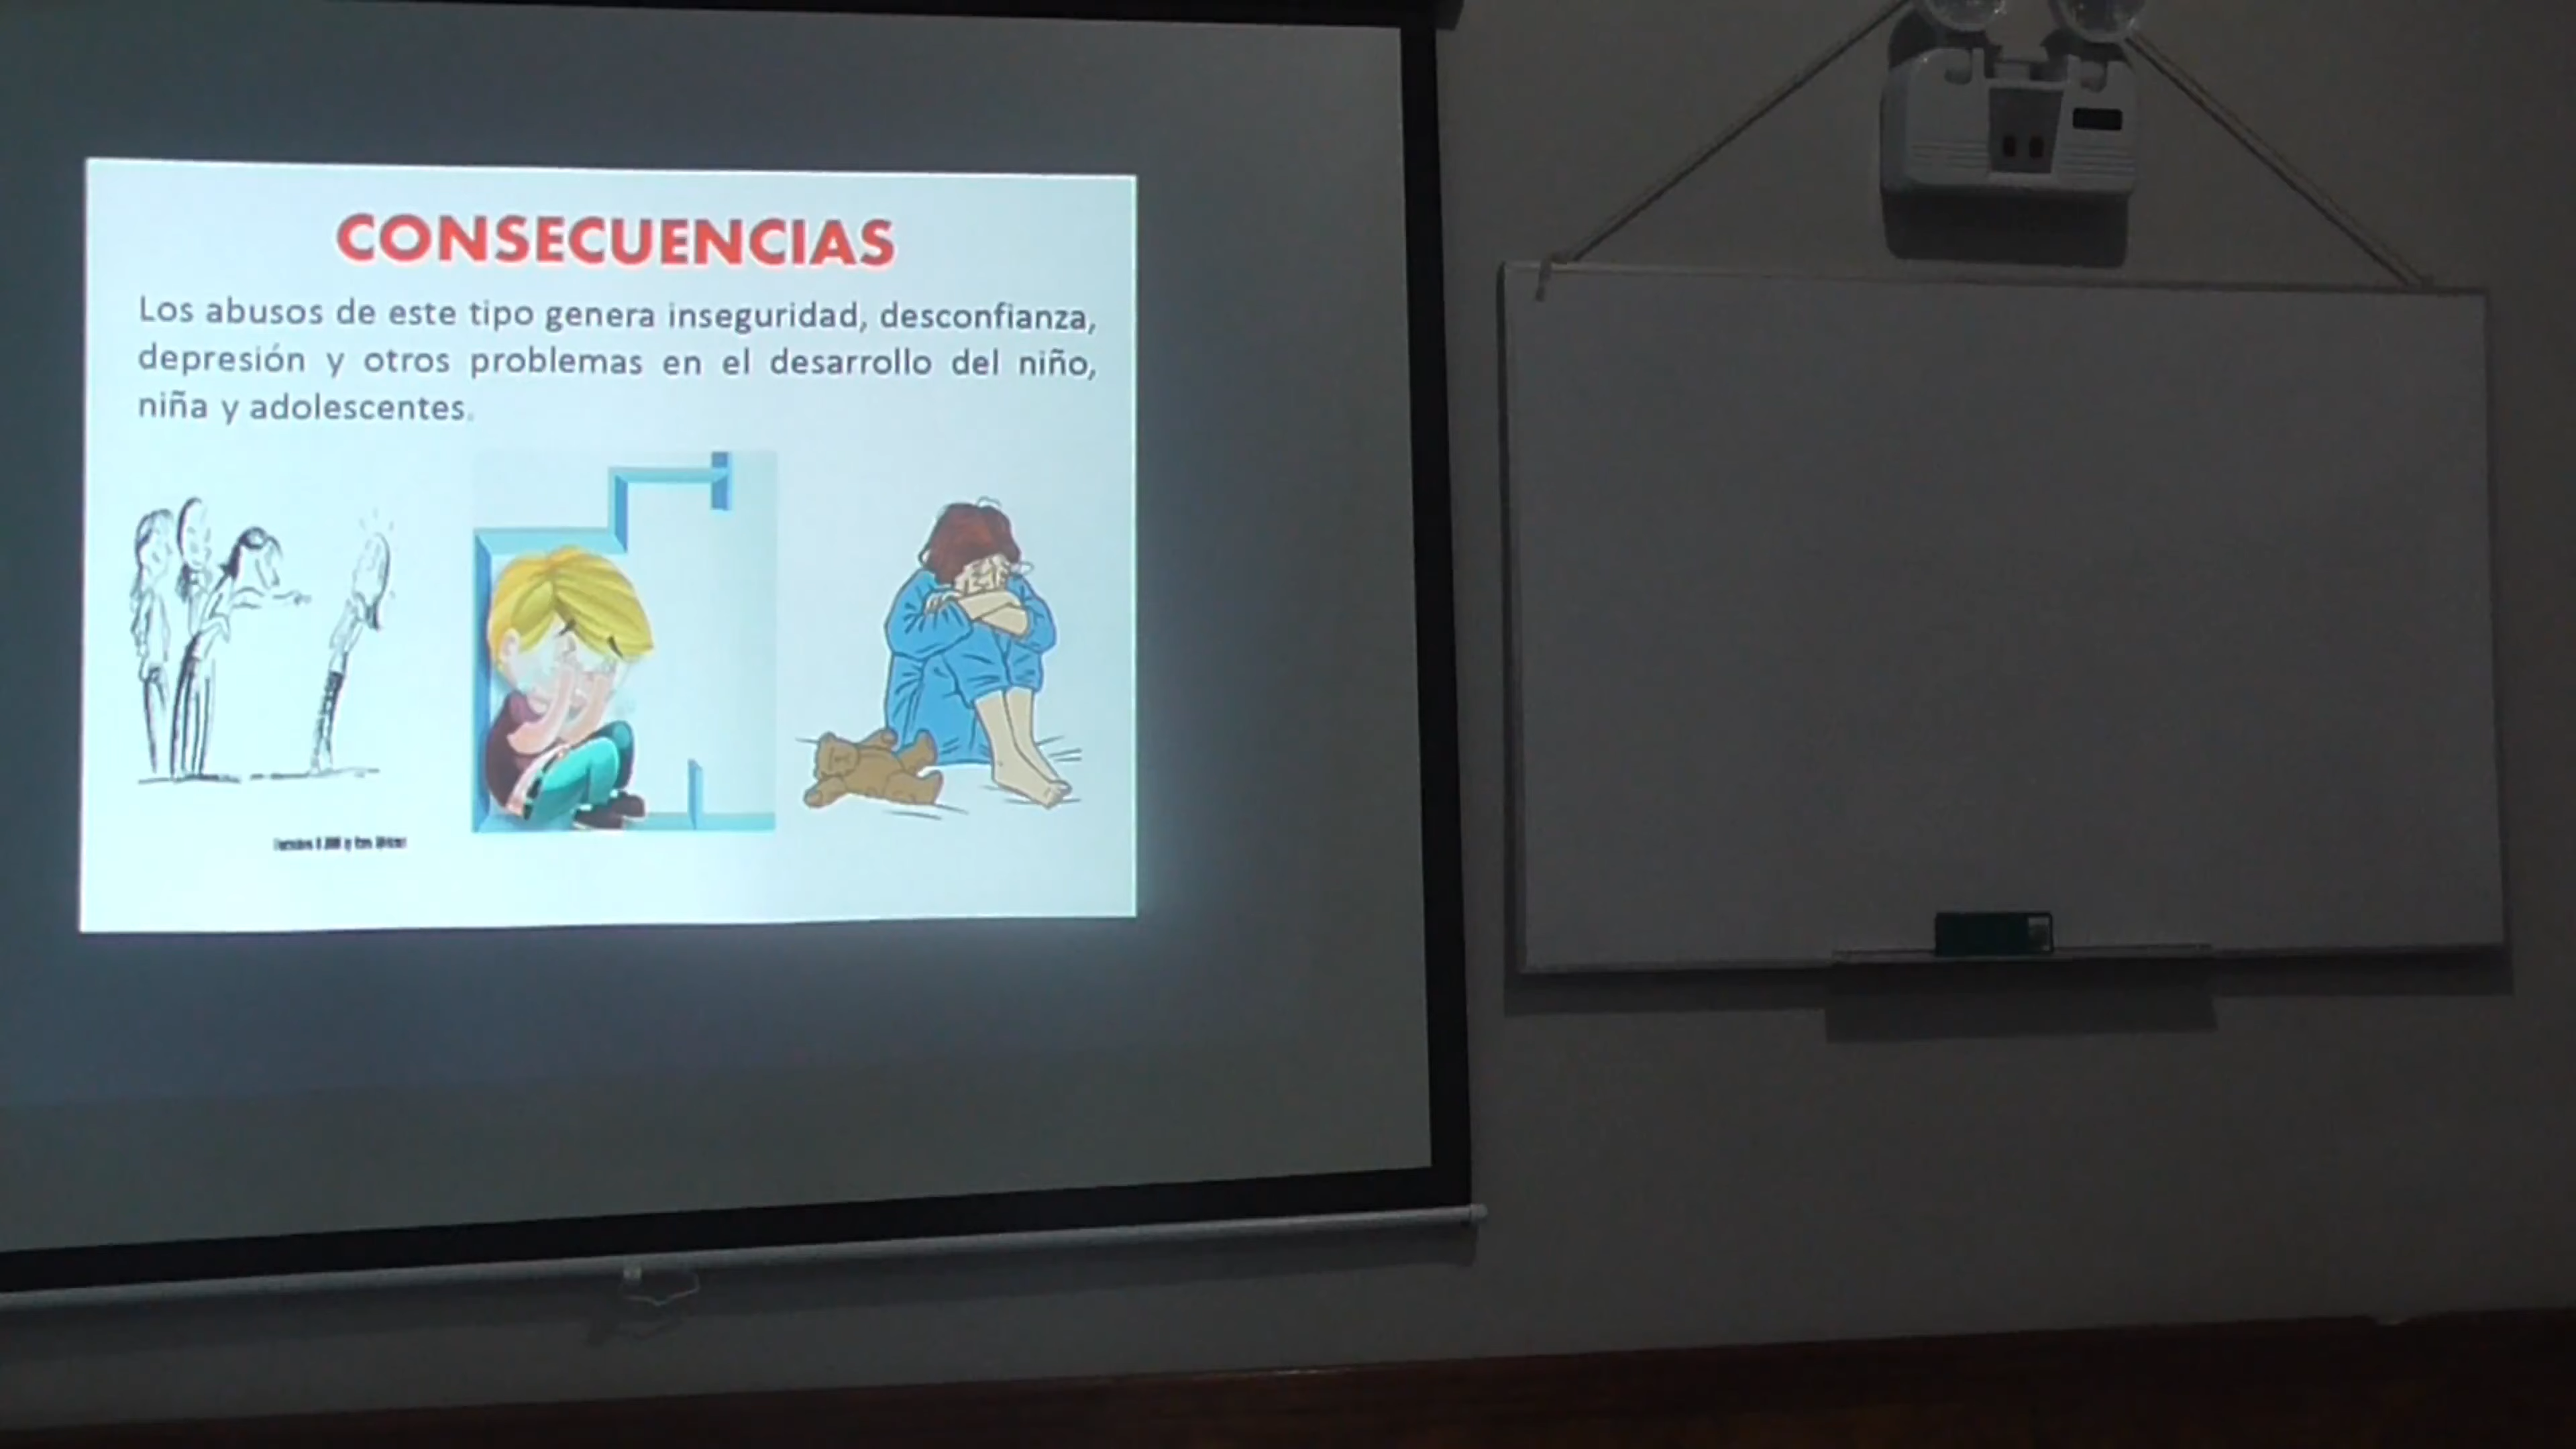 CONSECUENCIAS
Los abusos de este tipo genera inseguridad, desconfianza,
depresión y otros problemas en el desarrollo del niño,
niña y adolescentes.